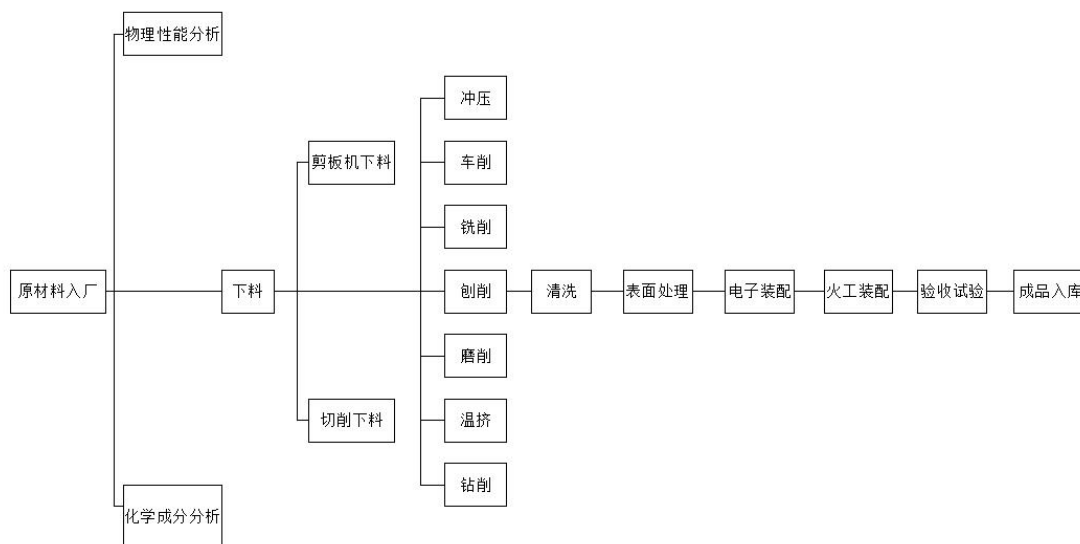 物理性能分析
冲压
剪板机下料
车削
铣削
原材料入厂
下料
刨削
清洗
表面处理
电子装配
火工装配
验收试验
成品入库
磨削
切削下料
温挤
钻削
化学成分分析